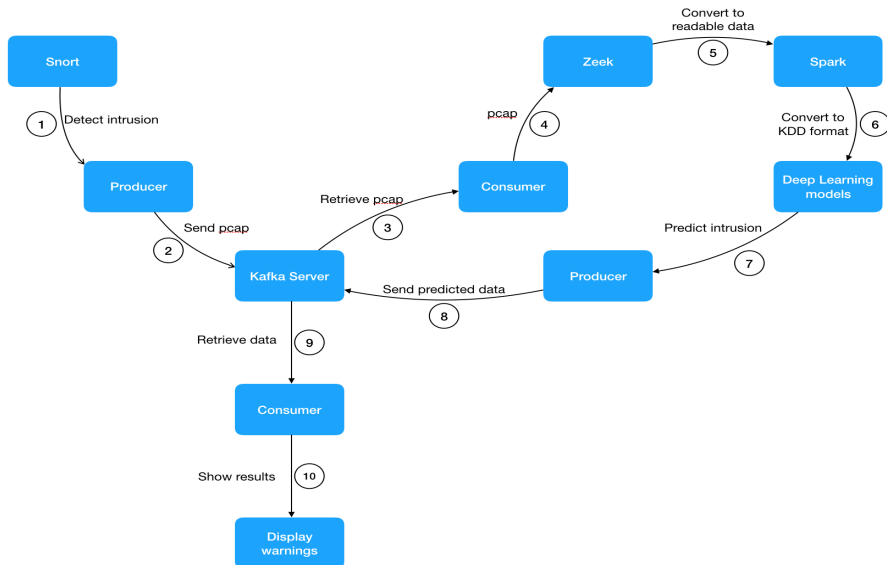 Convert to
readable data
5
Snort
Zeek
Spark
1
Detect intrusion
pcap
4
Convert to
KDD format
6
Producer
Consumer
Deep Learning
models
Retrieve pcap
3
Send pcap
2
Predict intrusion
7
Kafka Server
Producer
Send predicted data
8
Retrieve data
9
Consumer
Show results
10
Display
warnings